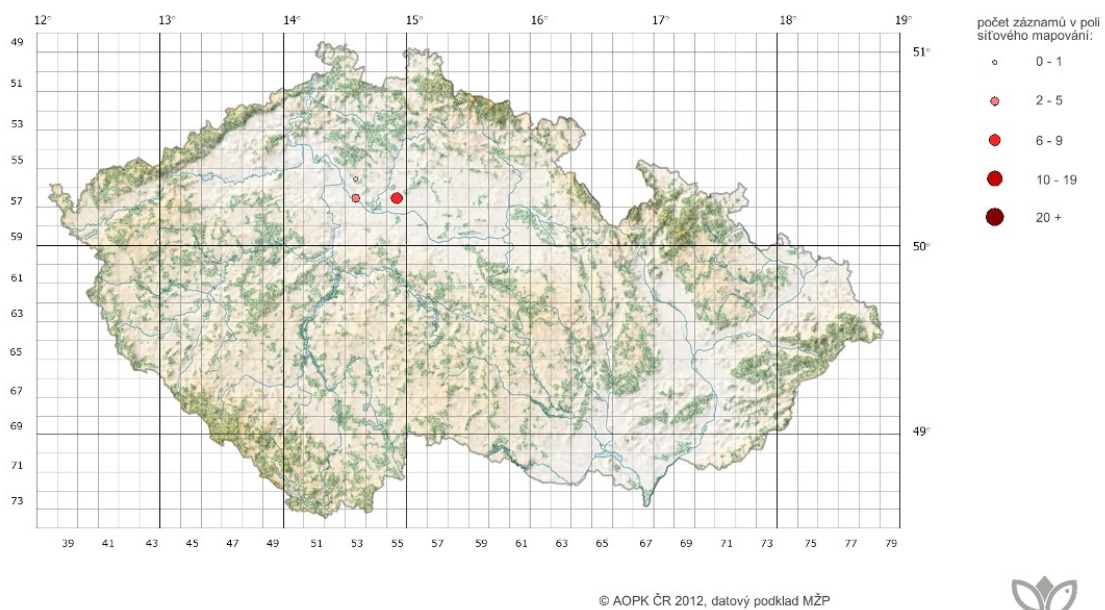 12° 13° 14° 15° 16° 17° 18° 19°
počet záznamů v poli
síťového mapování:
0 - 1
2 - 5
6 - 9
10 - 19
20 +
49
51
53
55
57
59
61
63
65
67
69
71
73
51°
50°
49°
39 41 43 45 47 49 51 53 55 57 59 61 63 65 67 69 71 73 75 77 79
© AOPK ČR 2012, datový podklad MŽP